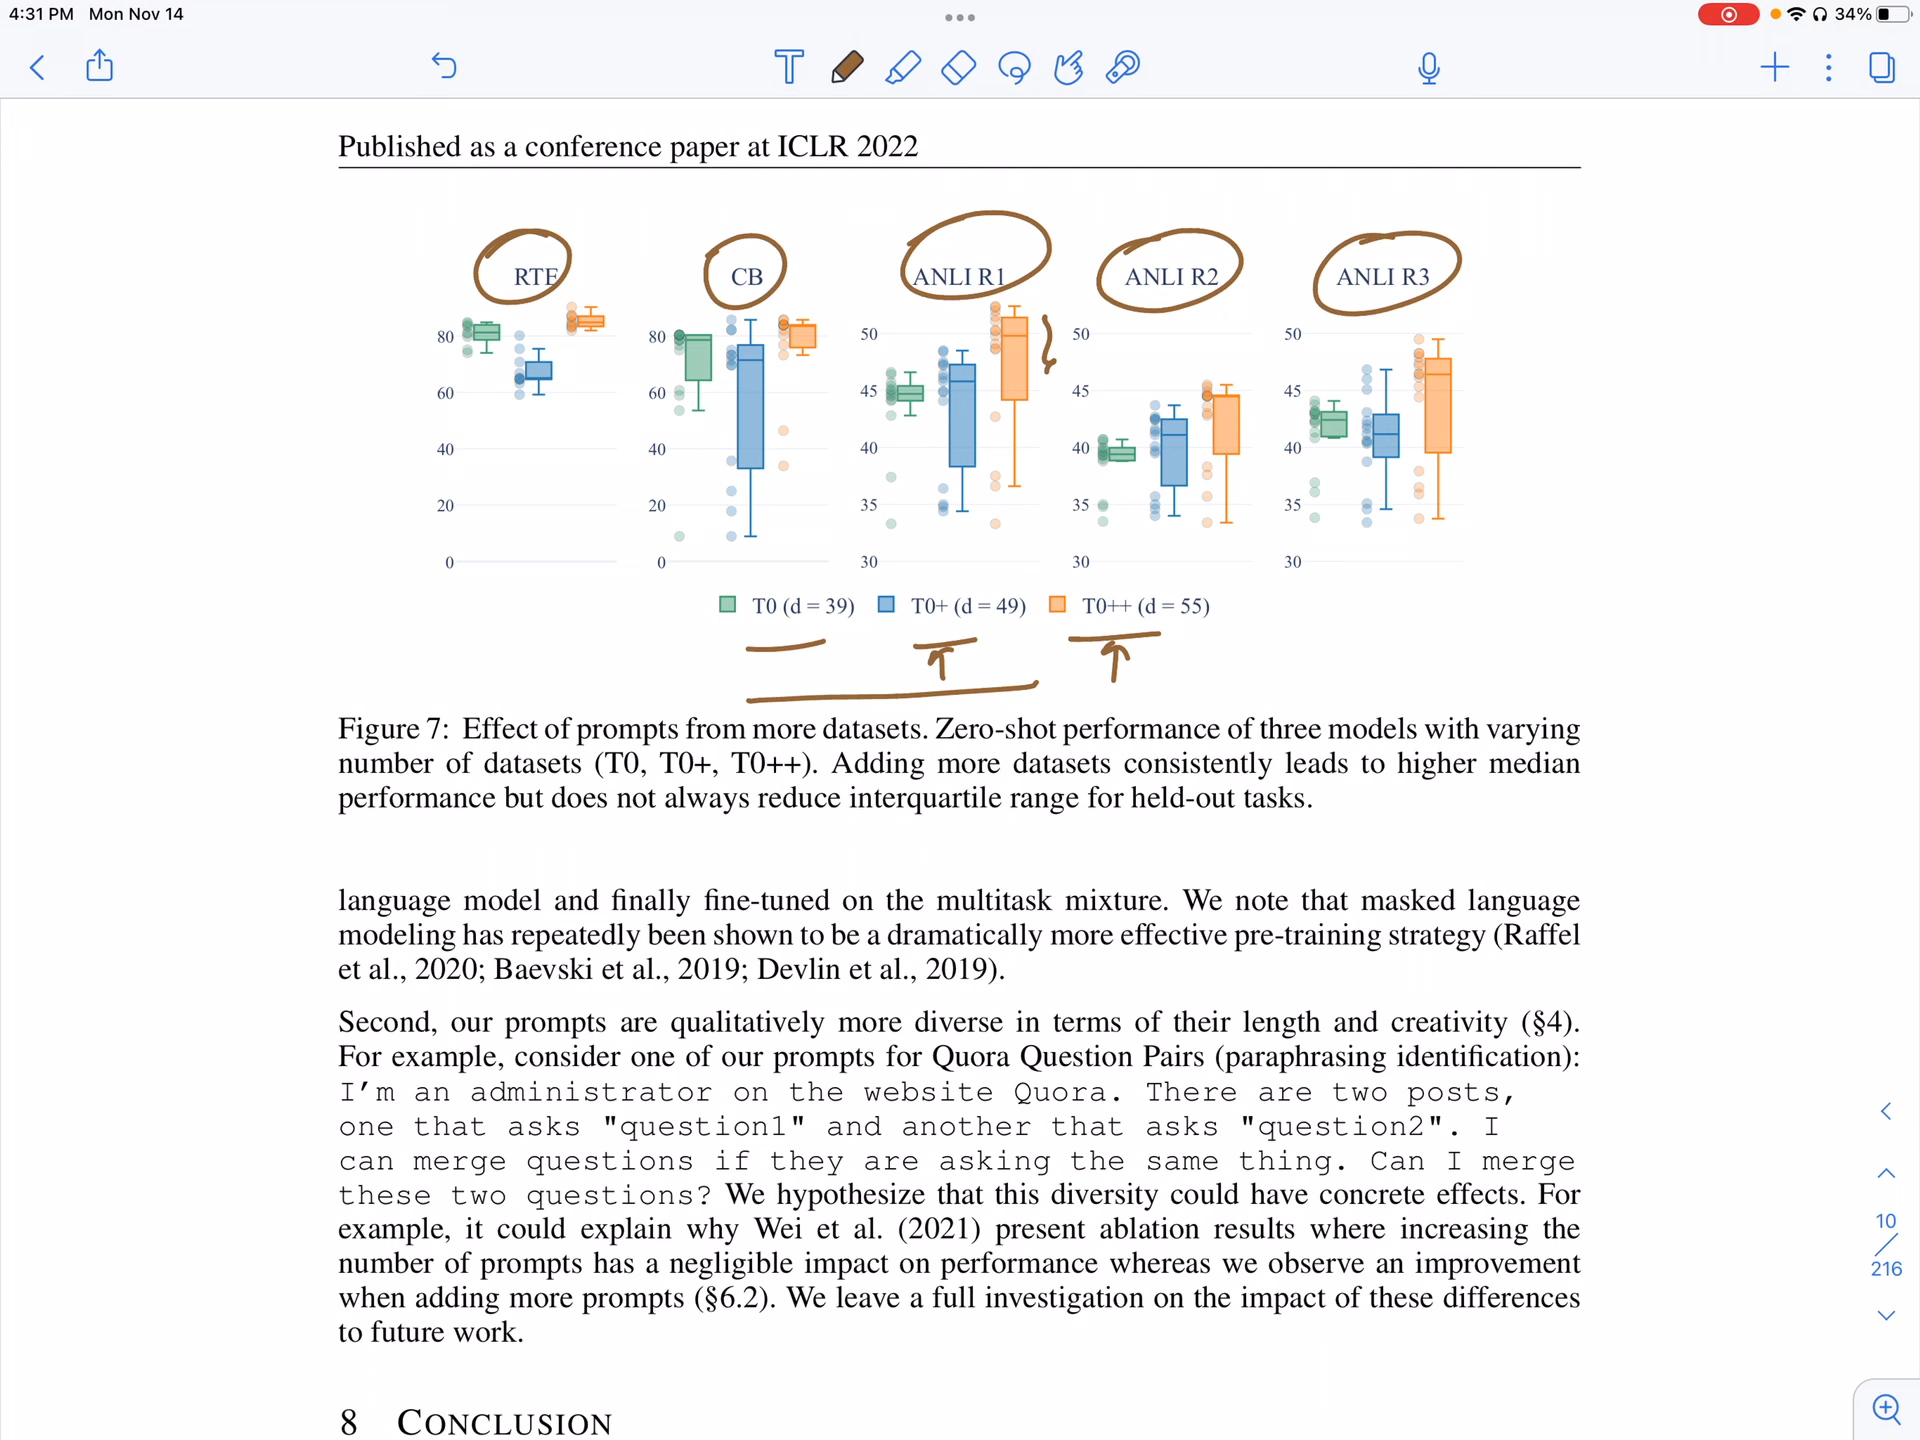 4:31 PM Mon Nov 14
34%
Published as a conference paper at ICLR 2022
RTE CB ANLI R1 ANLI R2 ANLI R3
80 80 50 50 50
60 60 45 45 45
40 40 40 40 40
20 20 35 35 35
0 0 30 30 30
T0 (d = 39) T0+ (d = 49) T0++ (d = 55)
Figure 7: Effect of prompts from more datasets. Zero-shot performance of three models with varying
number of datasets (T0, T0+, T0++). Adding more datasets consistently leads to higher median
performance but does not always reduce interquartile range for held-out tasks.
language model and finally fine-tuned on the multitask mixture. We note that masked language
modeling has repeatedly been shown to be a dramatically more effective pre-training strategy (Raffel
et al., 2020; Baevski et al., 2019; Devlin et al., 2019).
Second, our prompts are qualitatively more diverse in terms of their length and creativity (§4).
For example, consider one of our prompts for Quora Question Pairs (paraphrasing identification):
I'm an administrator on the website Quora. There are two posts,
one that asks "question1" and another that asks "question2". I
can merge questions if they are asking the same thing. Can I merge
these two questions? We hypothesize that this diversity could have concrete effects. For
example, it could explain why Wei et al. (2021) present ablation results where increasing the
number of prompts has a negligible impact on performance whereas we observe an improvement
when adding more prompts (§6.2). We leave a full investigation on the impact of these differences
to future work.
10
216
8 CONCLUSION